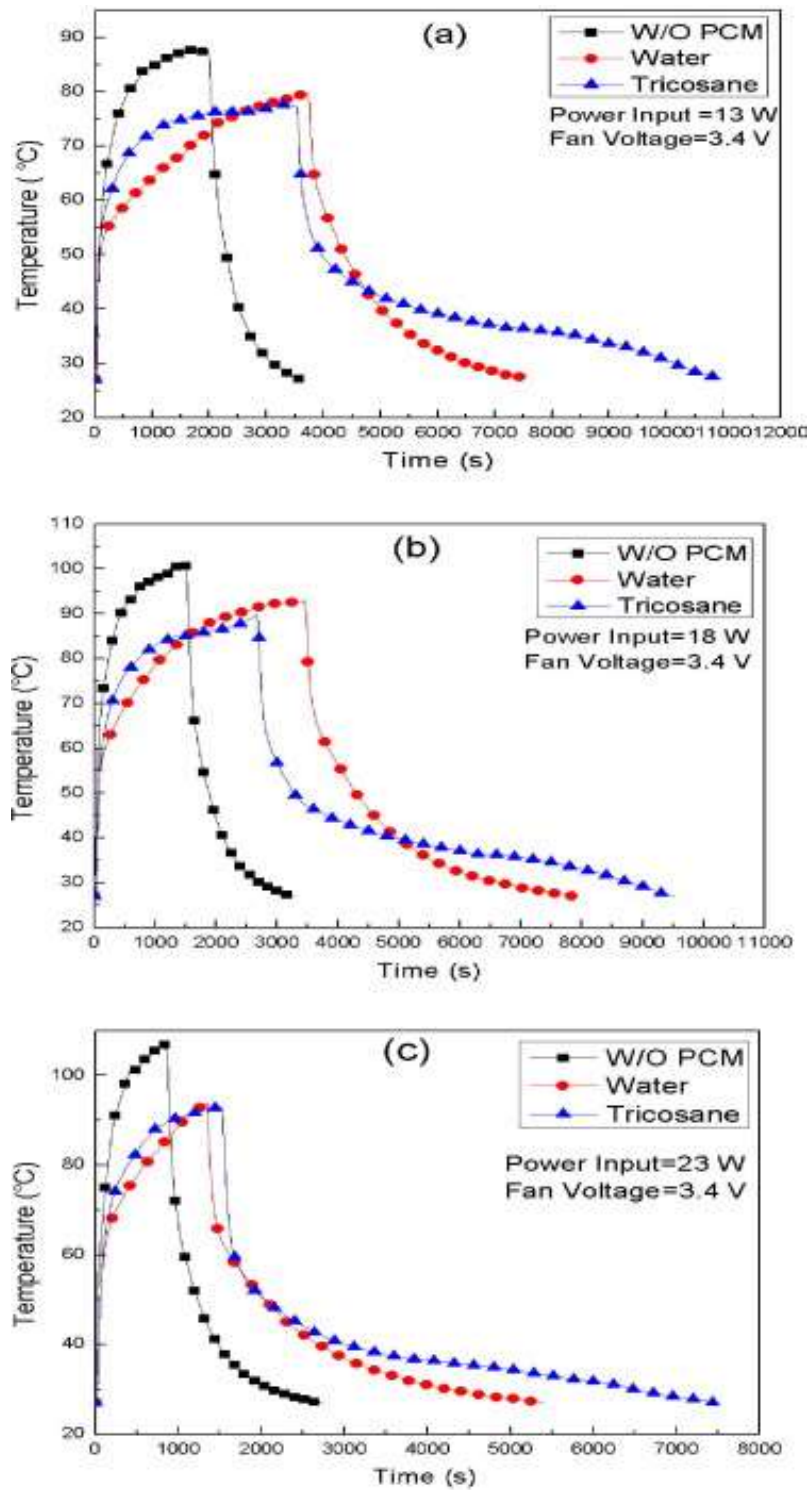 (a)
W/O PCM
Water
Tricosane
Power Input =13 W
Fan Voltage=3.4 V
Temperature ( °C)
90
80
70
60
50
40
30
20
0 1000 2000 3000 4000 5000 6000 7000 8000 9000 10000 11000 12000
Time (s)
(b)
W/O PCM
Water
Tricosane
Power Input=18 W
Fan Voltage=3.4 V
Temperature (°C)
110
100
90
80
70
60
50
40
30
20
0 1000 2000 3000 4000 5000 6000 7000 8000 9000 10000 11000
Time (s)
(c)
W/O PCM
Water
Tricosane
Power Input=23 W
Fan Voltage=3.4 V
Temperature (°C)
100
80
60
40
20
0 1000 2000 3000 4000 5000 6000 7000 8000
Time (s)